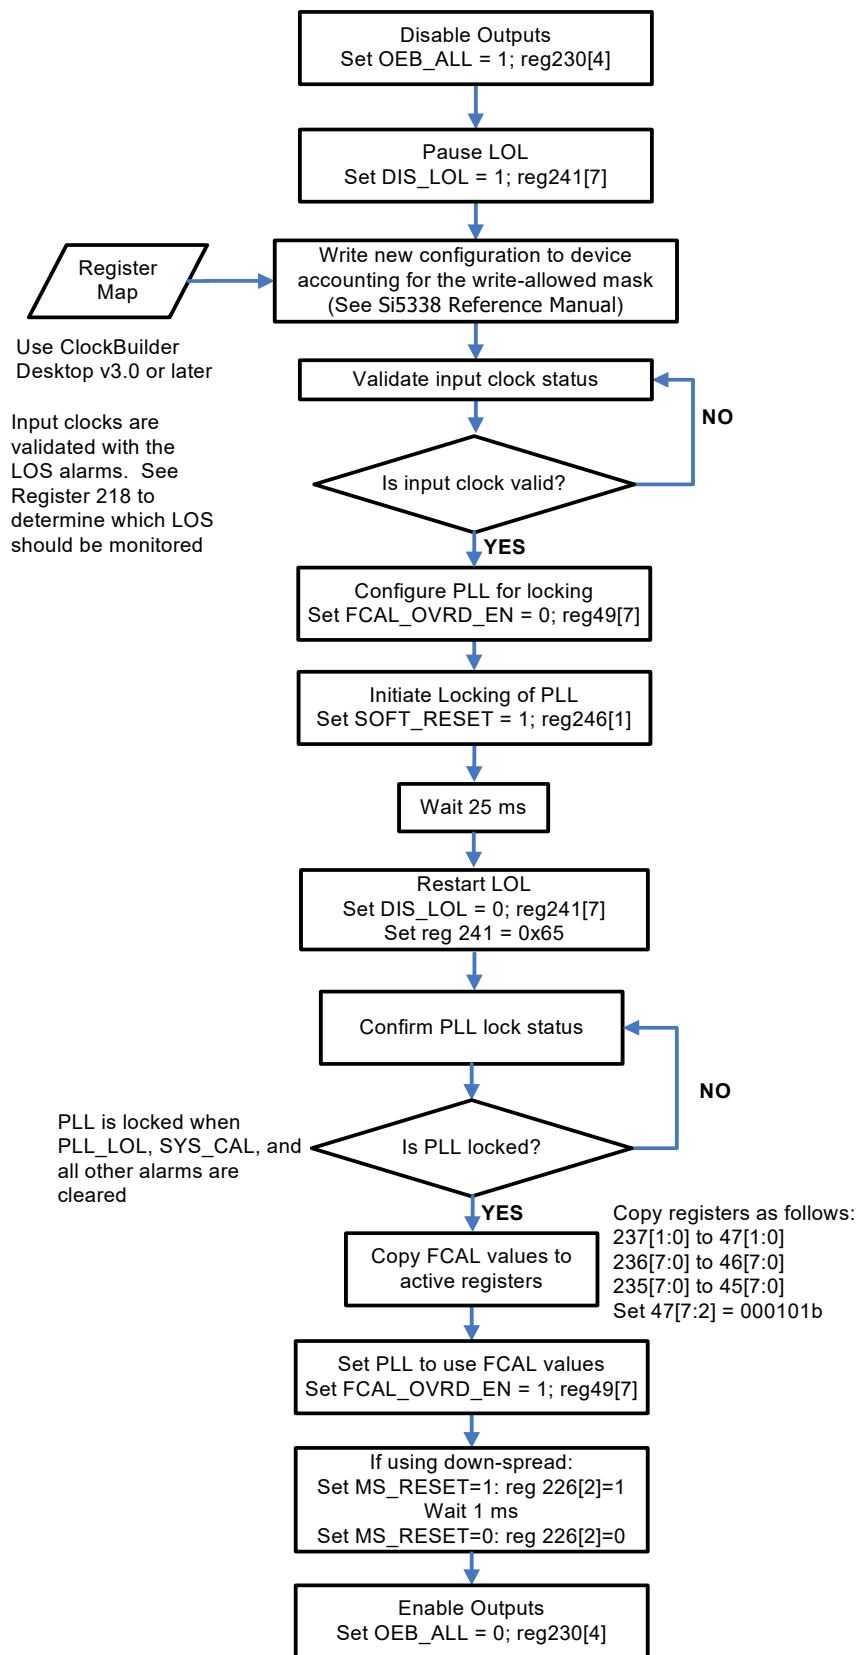 Disable Outputs
Set OEB_ALL = 1; reg230[4]
Pause LOL
Set DIS_LOL = 1; reg241[7]
Register
Map
Write new configuration to device
accounting for the write-allowed mask
(See Si5338 Reference Manual)
Use ClockBuilder
Desktop v3.0 or later
Validate input clock status
NO
Input clocks are
validated with the
LOS alarms.  See
Register 218 to
determine which LOS
should be monitored
Is input clock valid?
YES
Configure PLL for locking
Set FCAL_OVRD_EN = 0; reg49[7]
Initiate Locking of PLL
Set SOFT_RESET = 1; reg246[1]
Wait 25 ms
Restart LOL
Set DIS_LOL = 0; reg241[7]
Set reg 241 = 0x65
Confirm PLL lock status
NO
PLL is locked when
PLL_LOL, SYS_CAL, and
all other alarms are
cleared
Is PLL locked?
YES
Copy FCAL values to
active registers
Copy registers as follows:
237[1:0] to 47[1:0]
236[7:0] to 46[7:0]
235[7:0] to 45[7:0]
Set 47[7:2] = 000101b
Set PLL to use FCAL values
Set FCAL_OVRD_EN = 1; reg49[7]
If using down-spread:
Set MS_RESET=1: reg 226[2]=1
Wait 1 ms
Set MS_RESET=0: reg 226[2]=0
Enable Outputs
Set OEB_ALL = 0; reg230[4]